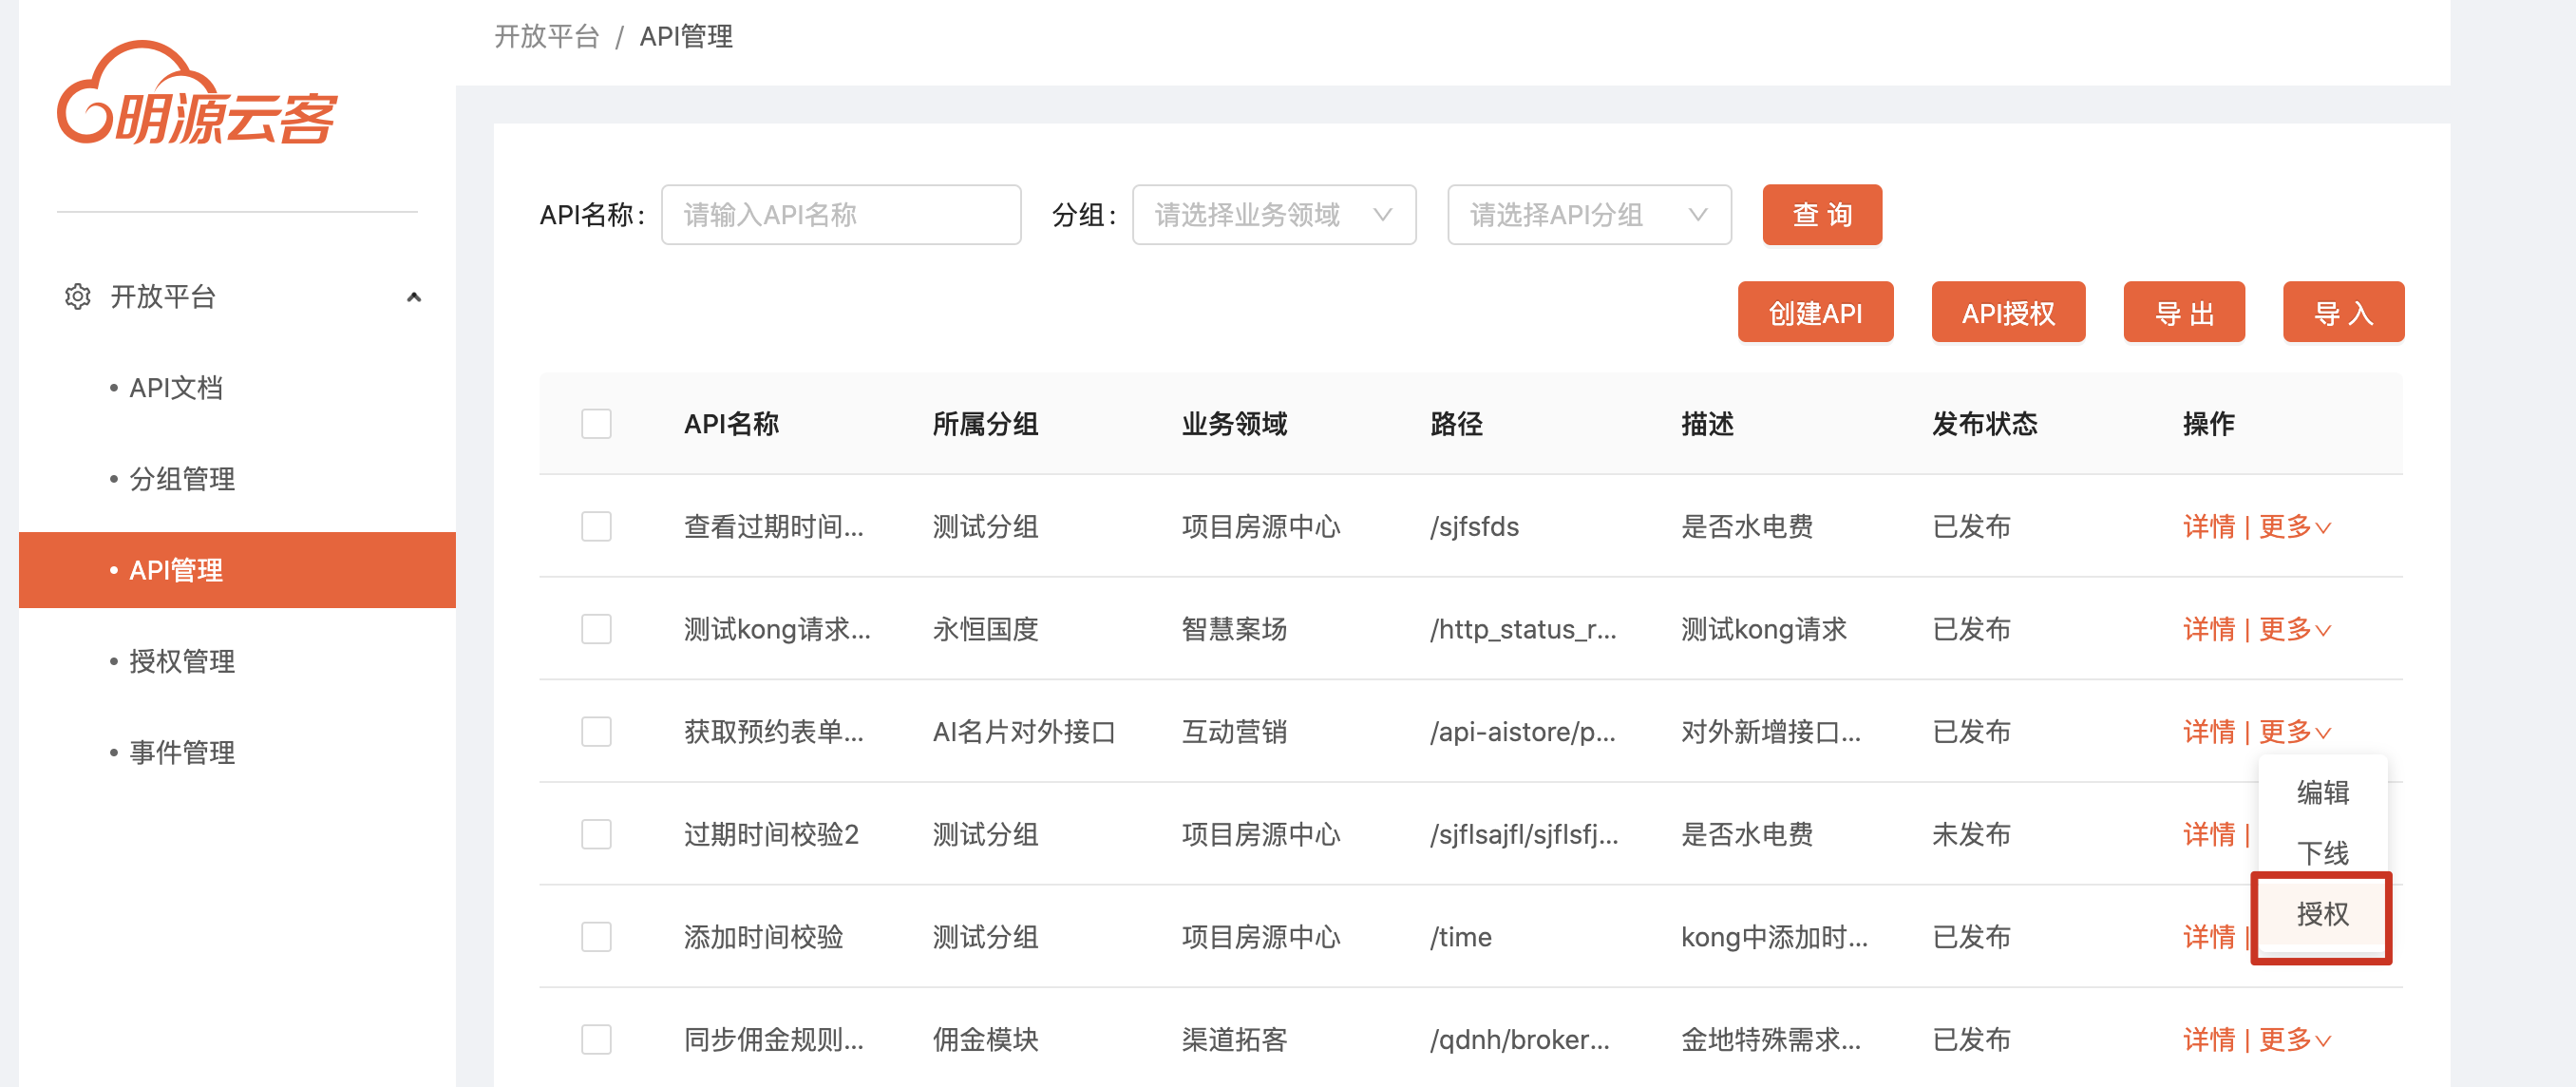 明源云客
开放平台 / API管理
API名称: 请输入API名称 分组: 请选择业务领域 请选择API分组 查 询
开放平台
创建API API授权 导 出 导 入
• API文档
API名称 所属分组 业务领域 路径 描述 发布状态 操作
• 分组管理
查看过期时间... 测试分组 项目房源中心 /sjfsfds 是否水电费 已发布 详情 | 更多
• API管理
测试kong请求... 永恒国度 智慧案场 /http_status_r... 测试kong请求 已发布 详情 | 更多
• 授权管理
获取预约表单... AI名片对外接口 互动营销 /api-aistore/p... 对外新增接口... 已发布 详情 | 更多
• 事件管理
编辑
过期时间校验2 测试分组 项目房源中心 /sjflsajfl/sjflsfj... 是否水电费 未发布 详情 |
下线
授权
添加时间校验 测试分组 项目房源中心 /time kong中添加时... 已发布 详情 |
同步佣金规则... 佣金模块 渠道拓客 /qdnh/broker... 金地特殊需求... 已发布 详情 | 更多